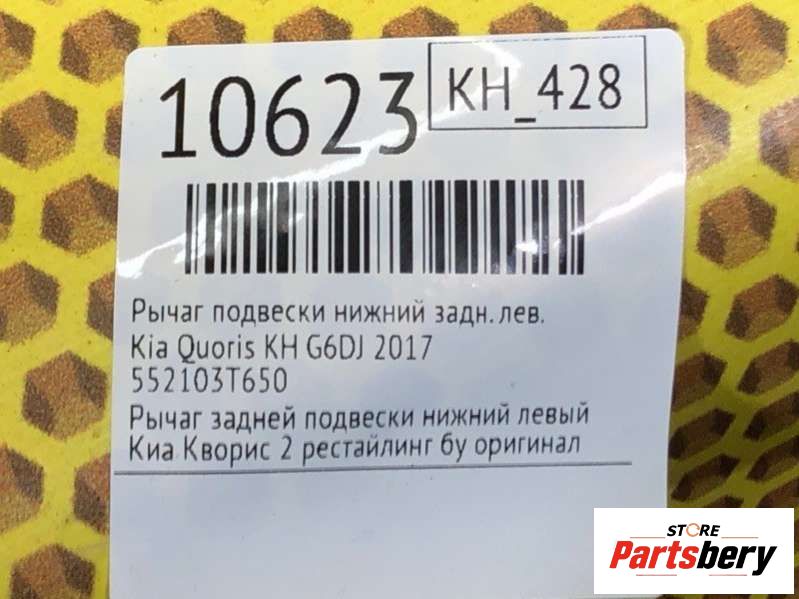 10623
KH_428
Рычаг подвески нижний задн. лев.
Kia Quoris KH G6DJ 2017
552103T650
Рычаг задней подвески нижний левый
Киа Кворис 2 рестайлинг бу оригинал
STORE
Partsbery